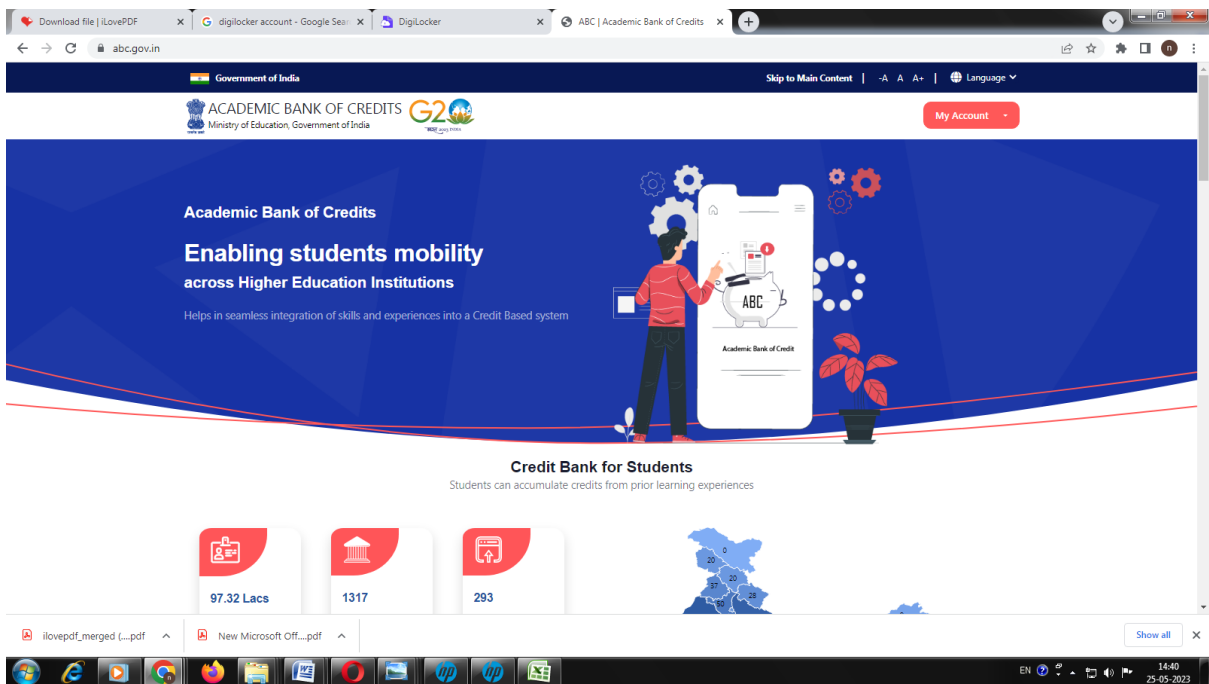 Download file | iLovePDF
digilocker account - Google Sear
DigiLocker
ABC | Academic Bank of Credits
abc.gov.in
n
Government of India
Skip to Main Content | -A A A+ | Language
ACADEMIC BANK OF CREDITS
Ministry of Education, Government of India
G20
My Account
Academic Bank of Credits
Enabling students mobility
across Higher Education Institutions
Helps in seamless integration of skills and experiences into a Credit Based system
ABC
Academic Bank of Credit
Credit Bank for Students
Students can accumulate credits from prior learning experiences
97.32 Lacs
1317
293
0
20
37
20
50
28
ilovepdf_merged (....pdf
New Microsoft Off....pdf
Show all
EN
14:40
25-05-2023